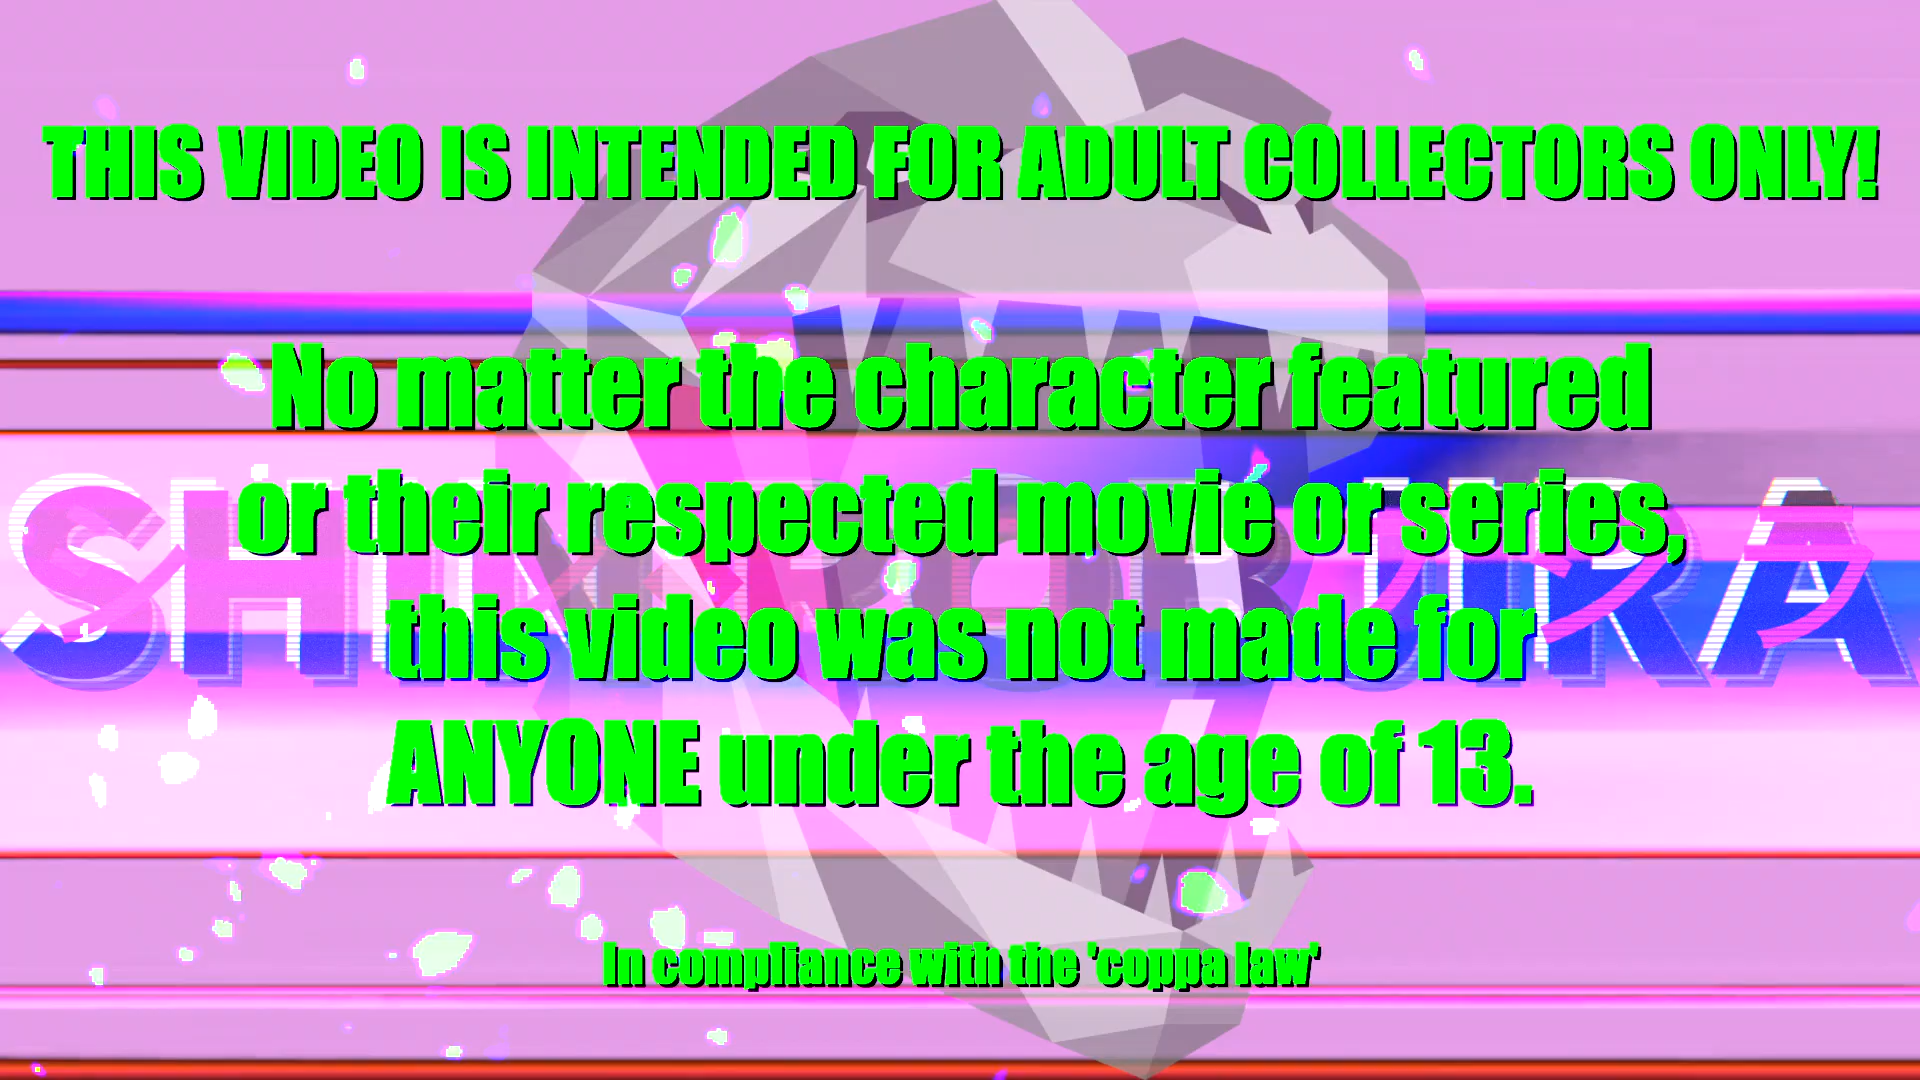 THIS VIDEO IS INTENDED FOR ADULT COLLECTORS ONLY!
No matter the character featured
or their respected movie or series,
this video was not made for
ANYONE under the age of 13.
In compliance with the 'coppa law'